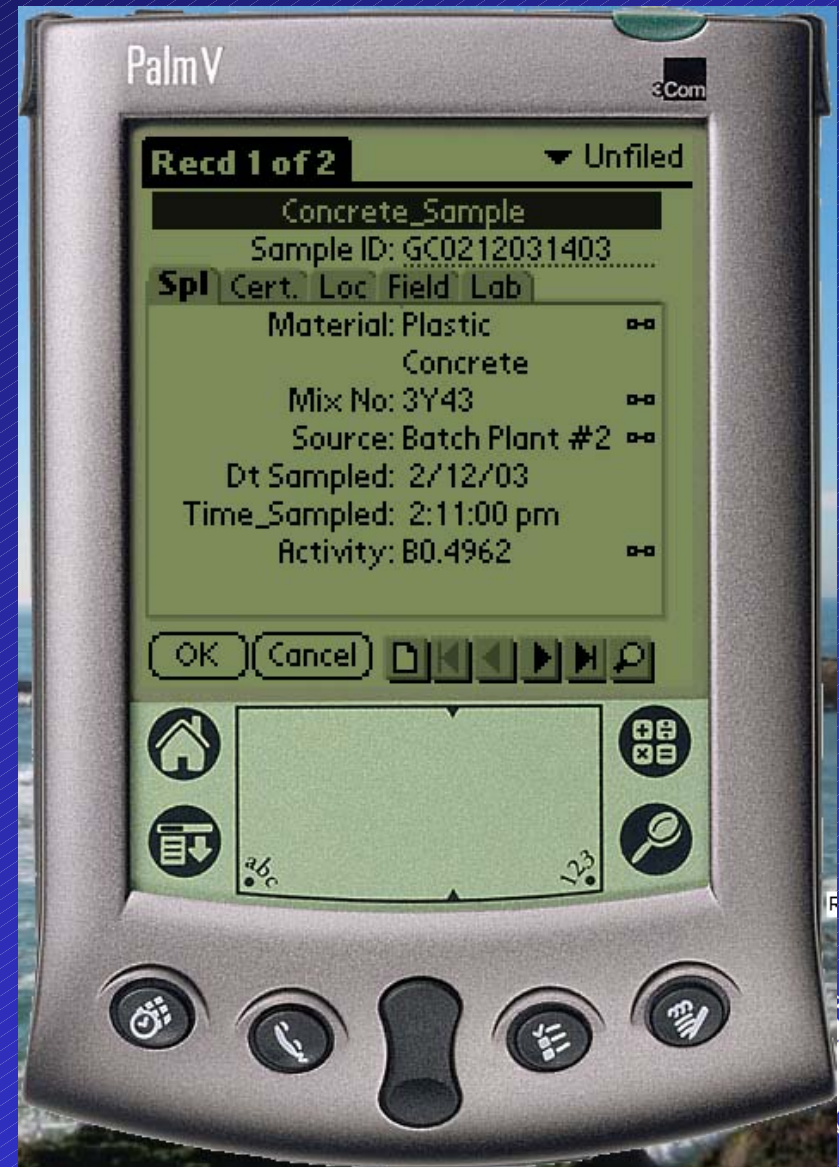 PalmV
3Com
Recd 1 of 2
Unfiled
Concrete_Sample
Sample ID: GC0212031403
Spl Cert. Loc Field Lab
Material: Plastic
Concrete
Mix No: 3Y43
Source: Batch Plant #2
Dt Sampled: 2/12/03
Time_Sampled: 2:11:00 pm
Activity: B0.4962
OK Cancel
abc 123